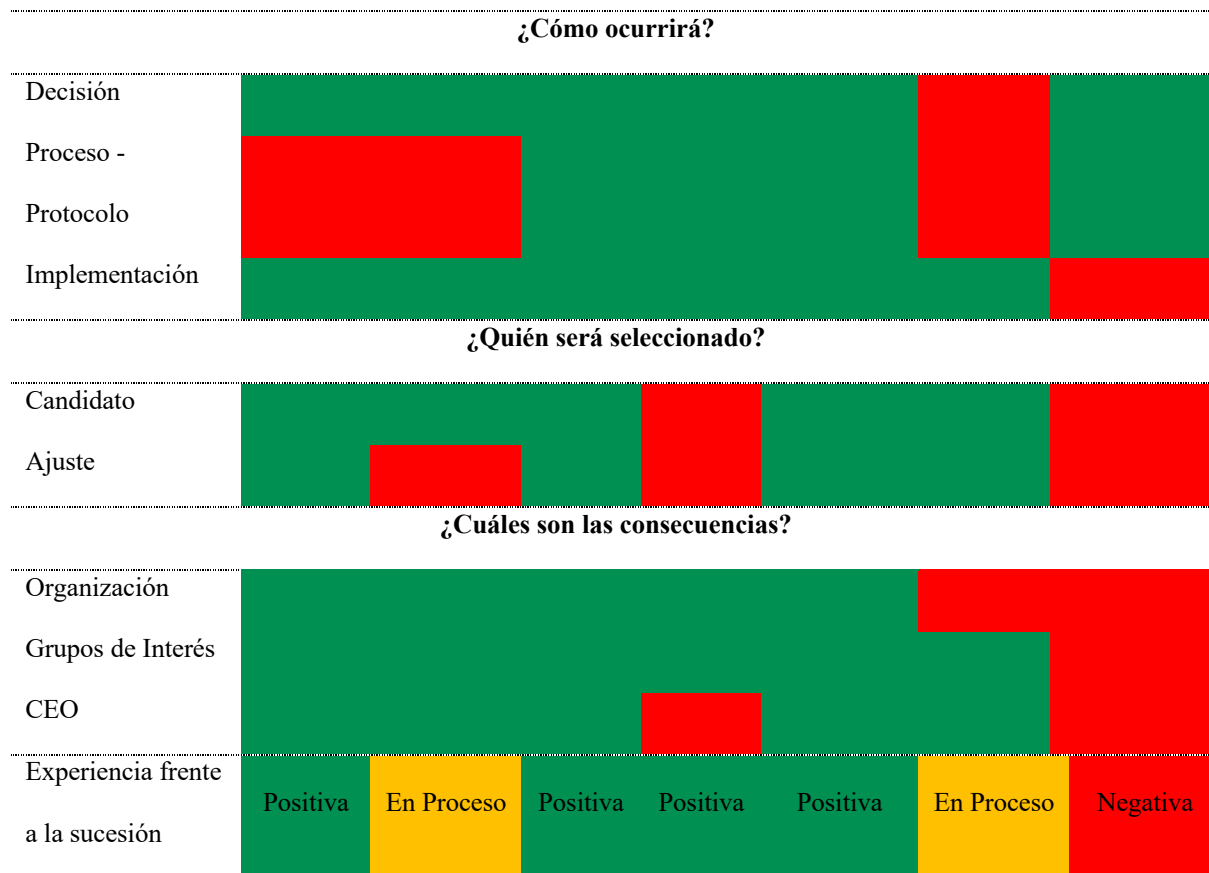 ¿Cómo ocurrirá?
Decisión
Proceso -
Protocolo
Implementación
¿Quién será seleccionado?
Candidato
Ajuste
¿Cuáles son las consecuencias?
Organización
Grupos de Interés
CEO
Experiencia frente
a la sucesión
Positiva En Proceso Positiva Positiva Positiva En Proceso Negativa